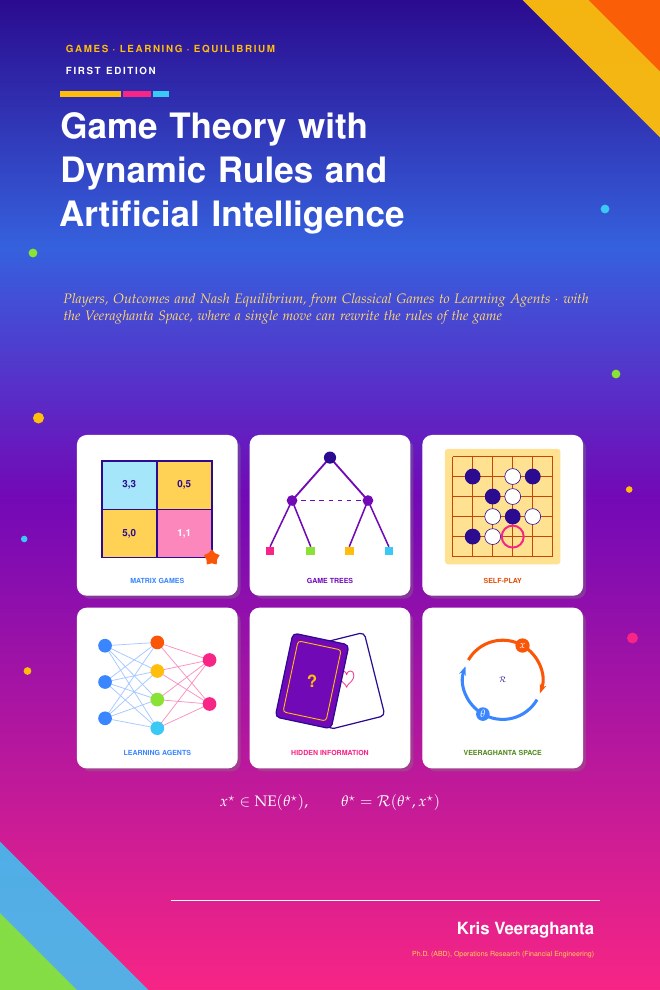 GAMES · LEARNING · EQUILIBRIUM
FIRST EDITION
Game Theory with
Dynamic Rules and
Artificial Intelligence
Players, Outcomes and Nash Equilibrium, from Classical Games to Learning Agents · with
the Veeraghanta Space, where a single move can rewrite the rules of the game
3,3 0,5
5,0 1,1
MATRIX GAMES
GAME TREES
SELF-PLAY
?
x
ℛ
θ
LEARNING AGENTS
HIDDEN INFORMATION
VEERAGHANTA SPACE
x⋆ ∈ NE(θ⋆), θ⋆ = ℛ(θ⋆, x⋆)
Kris Veeraghanta
Ph.D. (ABD), Operations Research (Financial Engineering)